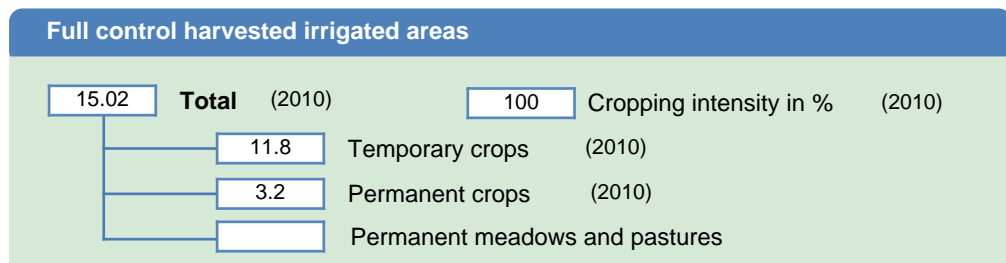 Full control harvested irrigated areas
15.02 Total (2010) 100 Cropping intensity in % (2010)
11.8 Temporary crops (2010)
3.2 Permanent crops (2010)
Permanent meadows and pastures